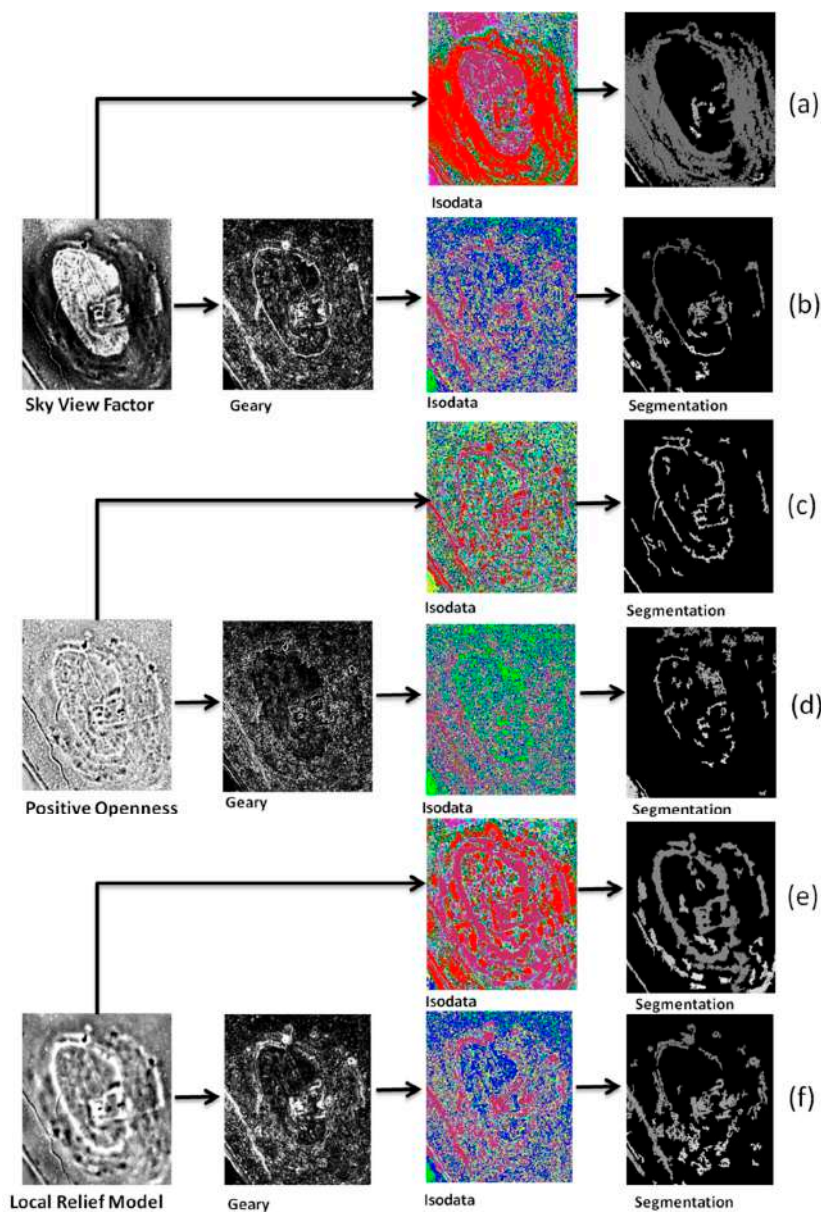 (a)
Isodata
(b)
Sky View Factor
Geary
Isodata
Segmentation
(c)
Isodata
Segmentation
(d)
Positive Openness
Geary
Isodata
Segmentation
(e)
Isodata
Segmentation
(f)
Local Relief Model
Geary
Isodata
Segmentation